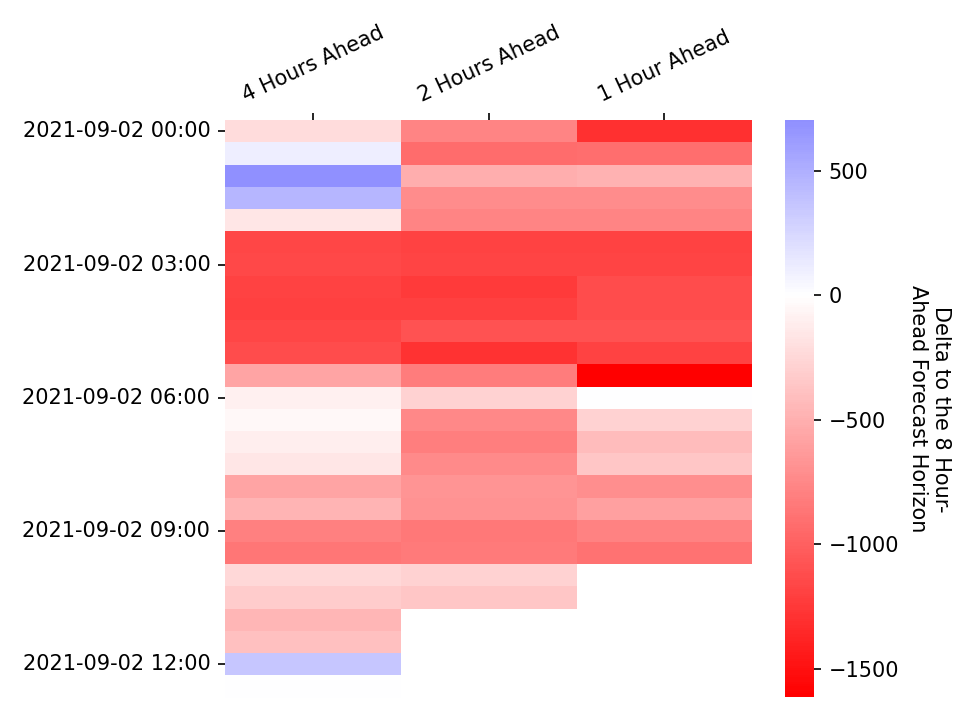 4 Hours Ahead
2 Hours Ahead
1 Hour Ahead
2021-09-02 00:00
2021-09-02 03:00
2021-09-02 06:00
2021-09-02 09:00
2021-09-02 12:00
500
0
−500
−1000
−1500
Delta to the 8 Hour-
Ahead Forecast Horizon